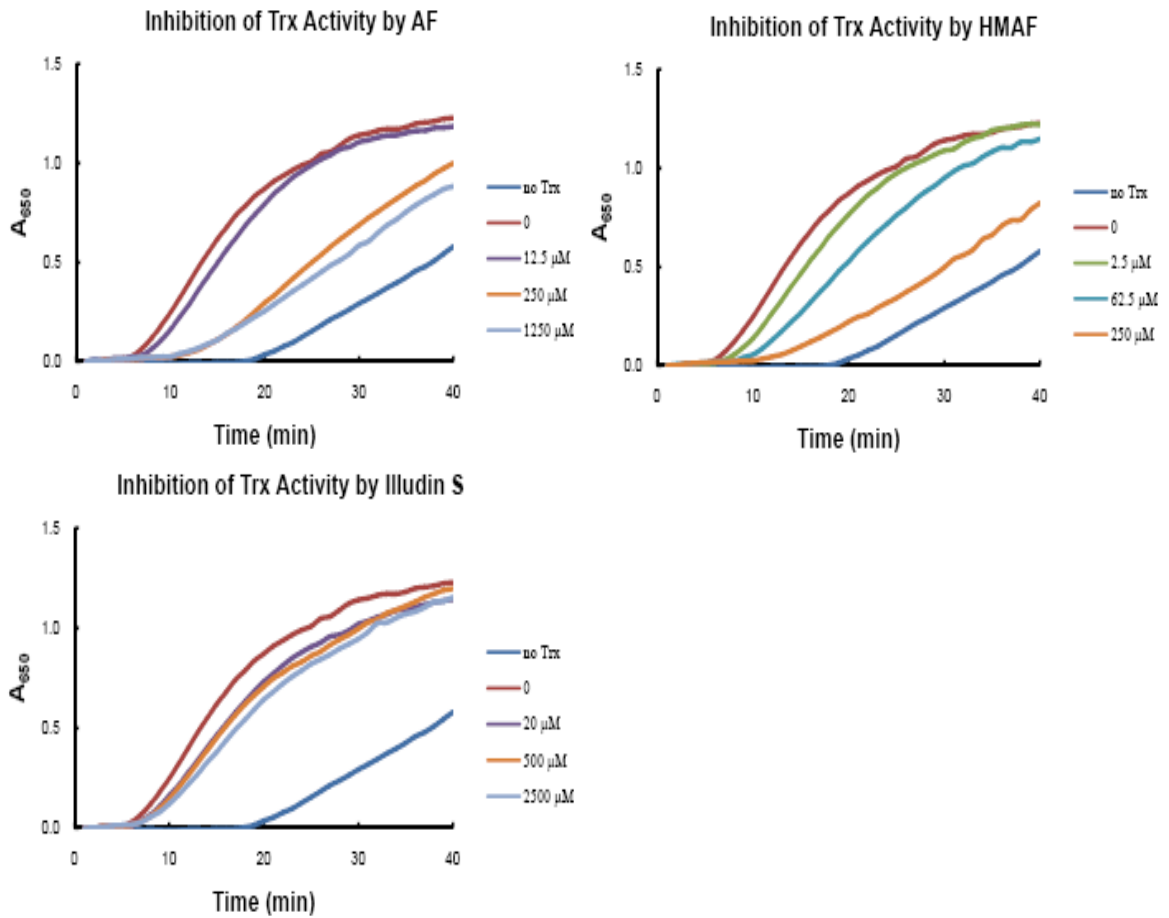 Inhibition of Trx Activity by AF
1.5
1.0
0.5
0.0
A650
0
10
20
30
40
Time (min)
no Trx
0
12.5 µM
250 µM
1250 µM
Inhibition of Trx Activity by HMAF
1.5
1.0
0.5
0.0
A650
0
10
20
30
40
Time (min)
no Trx
0
2.5 µM
62.5 µM
250 µM
Inhibition of Trx Activity by Illudin S
1.5
1.0
0.5
0.0
A650
0
10
20
30
40
Time (min)
no Trx
0
20 µM
500 µM
2500 µM